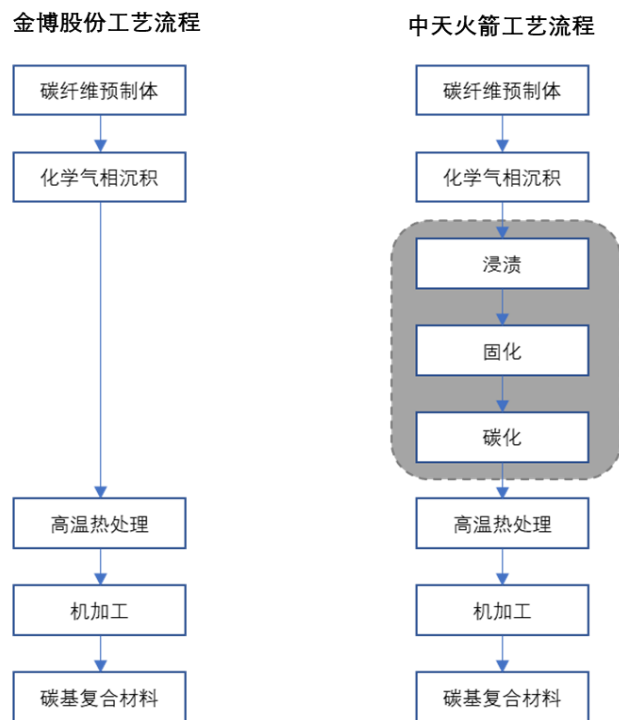 金博股份工艺流程
碳纤维预制体
化学气相沉积
高温热处理
机加工
碳基复合材料
中天火箭工艺流程
碳纤维预制体
化学气相沉积
浸渍
固化
碳化
高温热处理
机加工
碳基复合材料